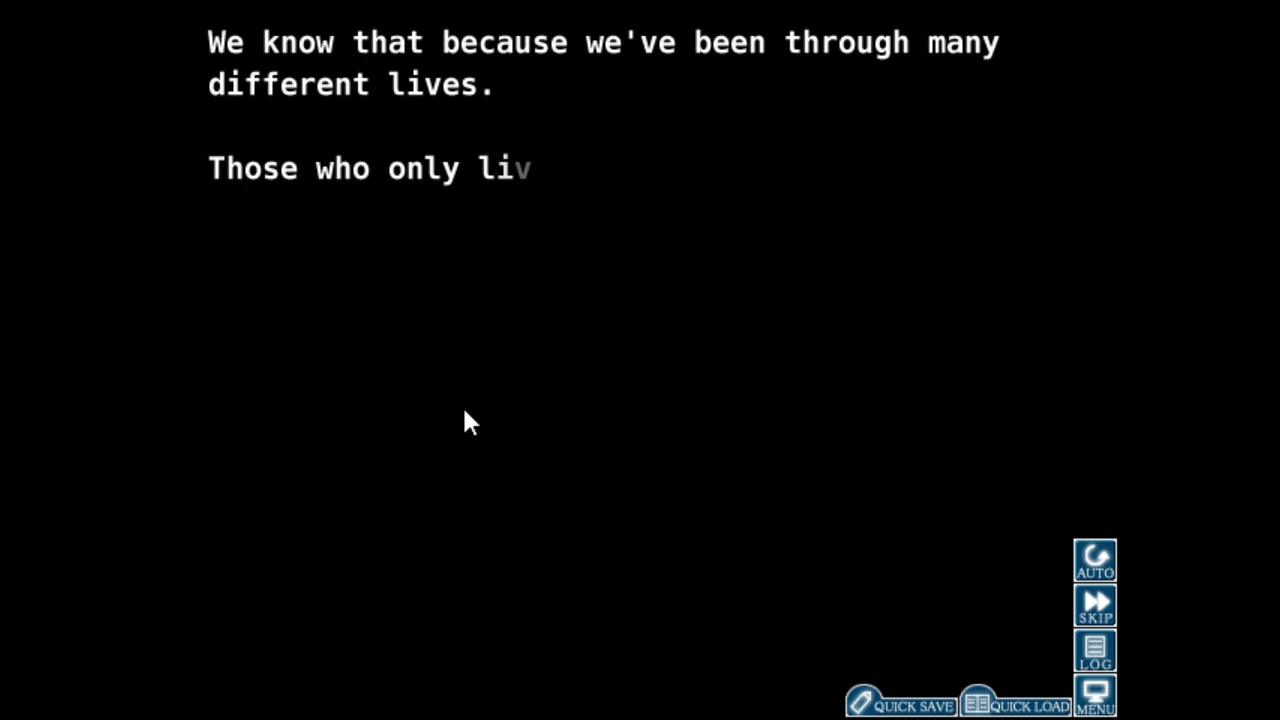 We know that because we've been through many
different lives.
Those who only liv
AUTO
SKIP
LOG
QUICK SAVE
QUICK LOAD
MENU